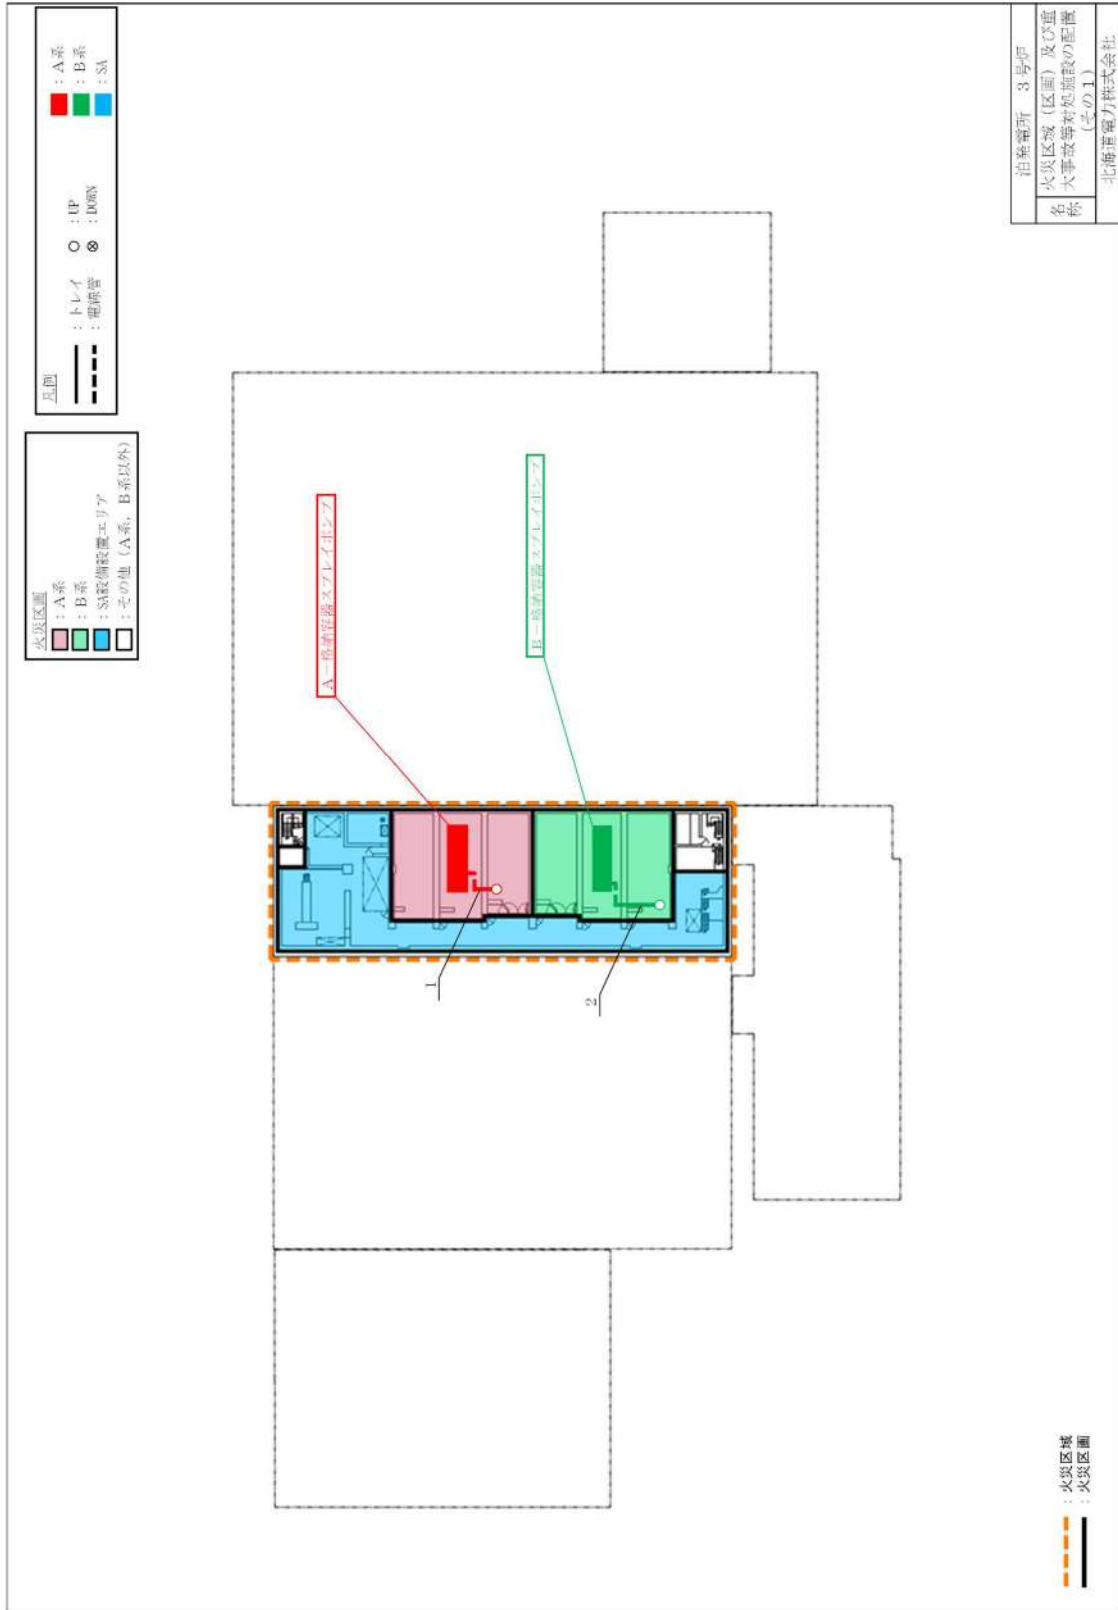 火災区画
：A系
：B系
：SA設備設置エリア
：その他（A系，B系以外）
凡例
：トレイ
：電線管
○：UP
⊗：DOWN
：A系
：B系
：SA
A－格納容器スプレイポンプ
B－格納容器スプレイポンプ
1
2
：火災区域
：火災区画
泊発電所　3号炉
名称
火災区域（区画）及び重
大事故等対処施設の配置
（その1）
北海道電力株式会社